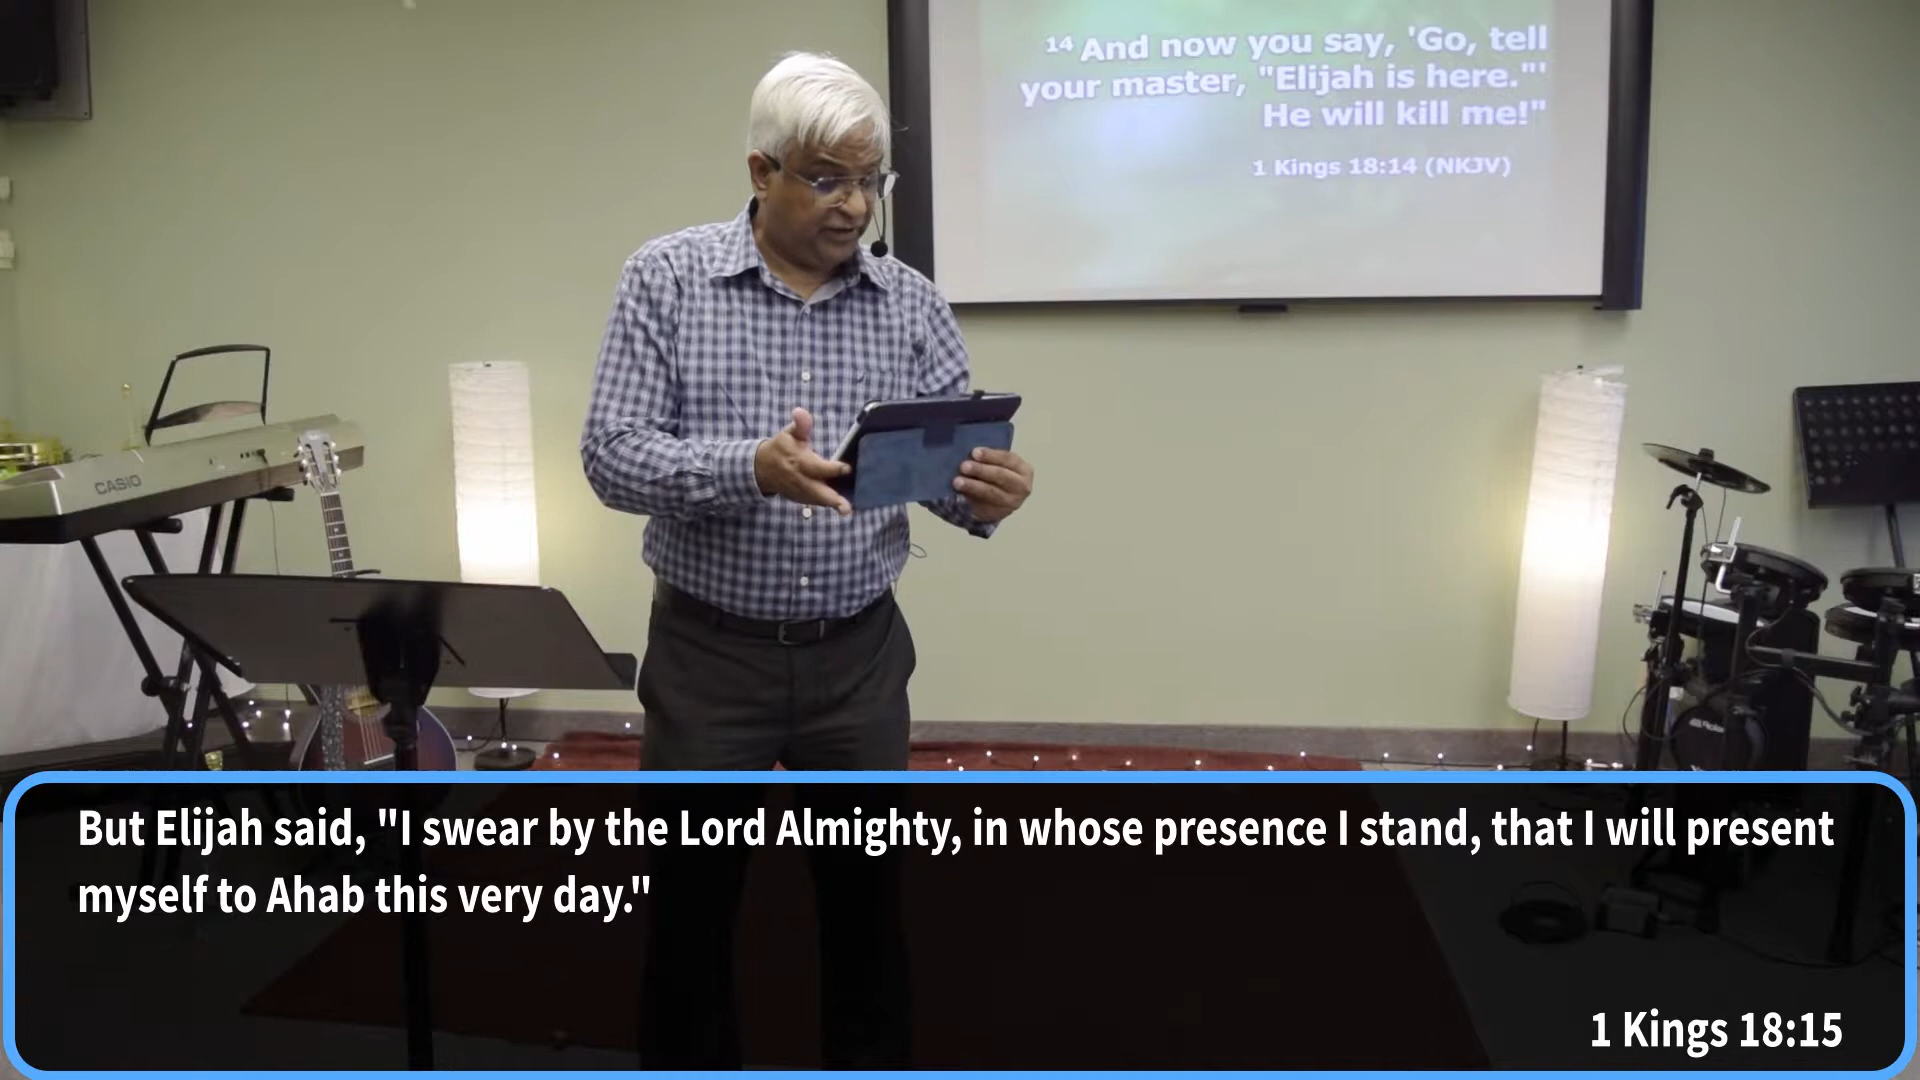 14 And now you say, 'Go, tell
your master, "Elijah is here."'
He will kill me!"
1 Kings 18:14 (NKJV)
CASIO
Roland
But Elijah said, "I swear by the Lord Almighty, in whose presence I stand, that I will present
myself to Ahab this very day."
1 Kings 18:15